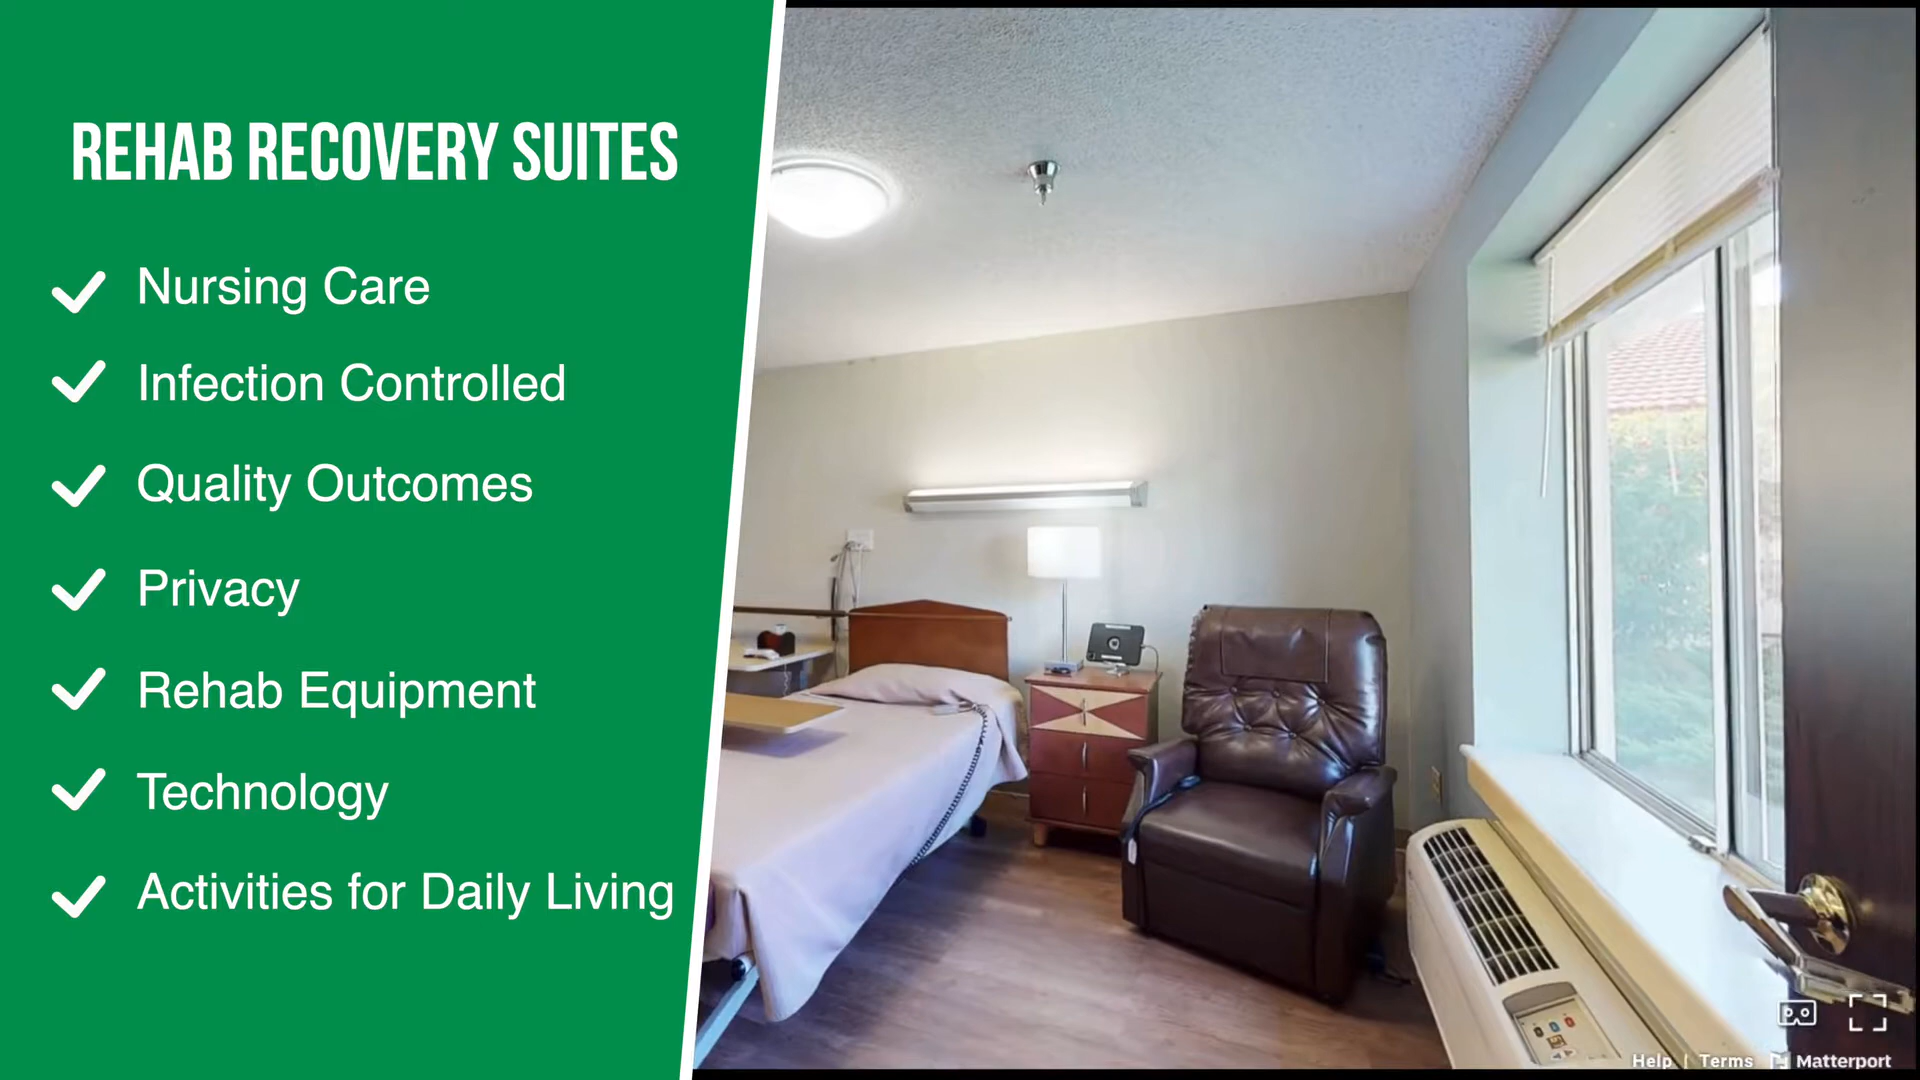 REHAB RECOVERY SUITES
Nursing Care
Infection Controlled
Quality Outcomes
Privacy
Rehab Equipment
Technology
Activities for Daily Living
Help | Terms Matterport